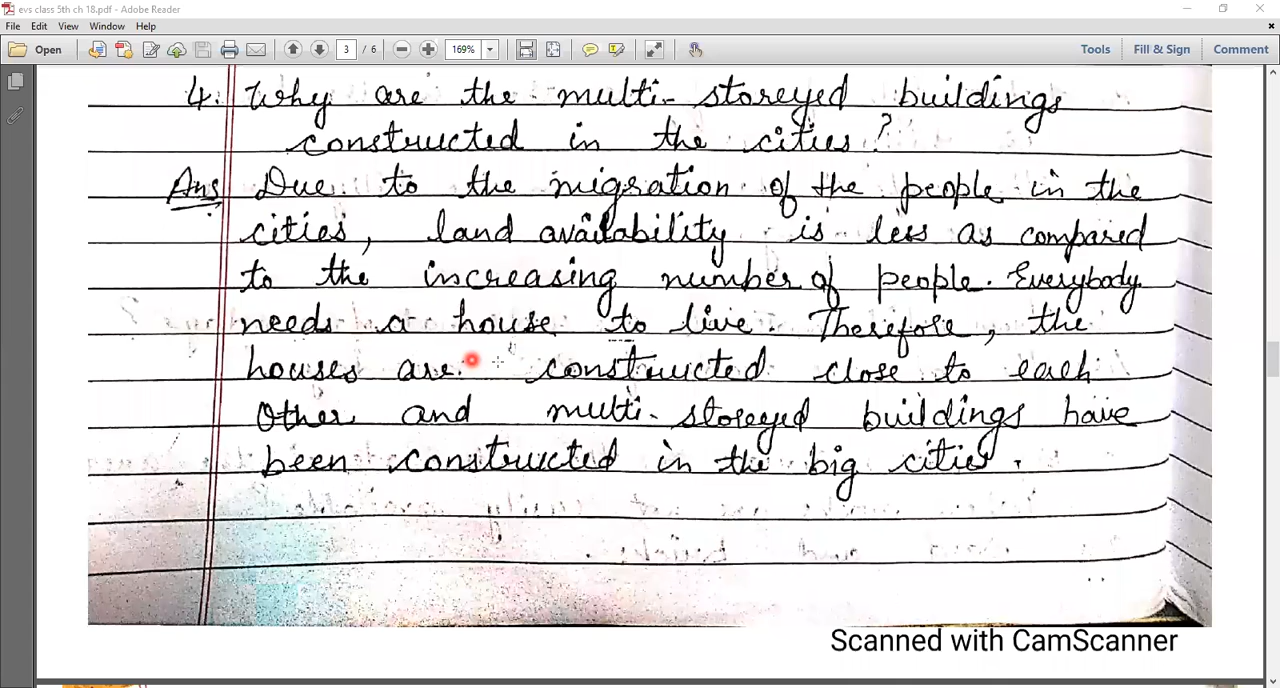 evs class 5th ch 18.pdf - Adobe Reader
File Edit View Window Help
Open 3 / 6 169% Tools Fill & Sign Comment
4. Why are the multi-storeyed buildings
constructed in the cities?
Ans Due to the migration of the people in the
cities, land availability is less as compared
to the increasing number of people. Everybody
needs a house to live. Therefore, the
houses are constructed close to each
Other and multi-storeyed buildings have
been constructed in the big cities.
Scanned with CamScanner